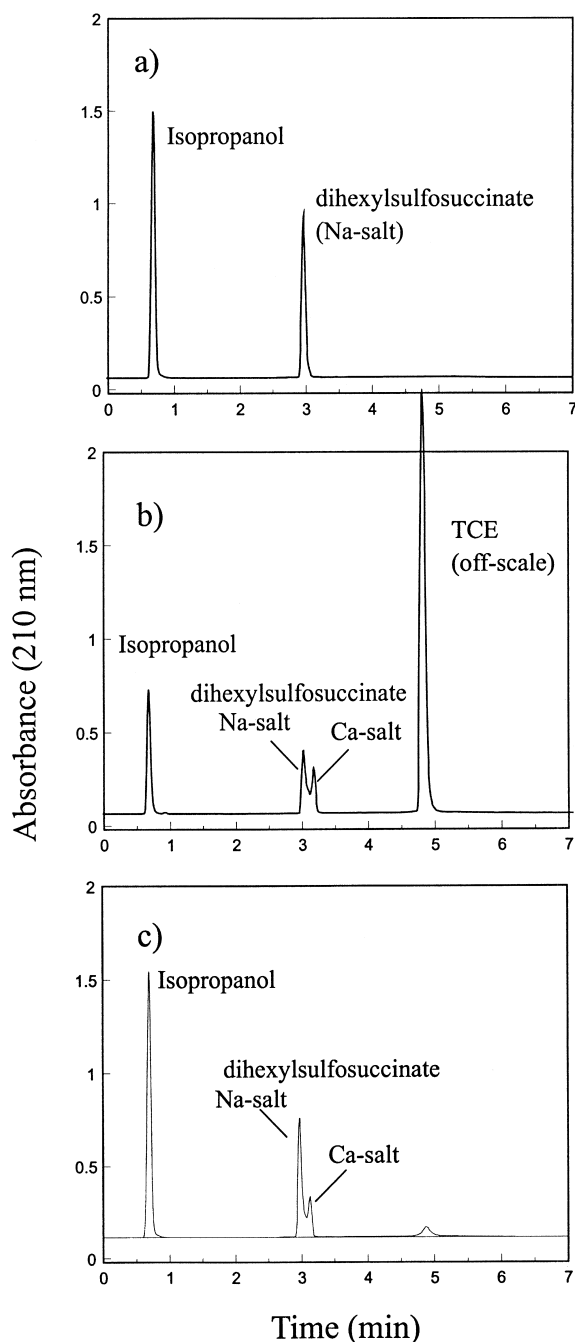 2
a)
Isopropanol
1.5
dihexylsulfosuccinate
(Na-salt)
1
0.5
0
0 1 2 3 4 5 6 7
2
b)
TCE
(off-scale)
1.5
Isopropanol
1
dihexylsulfosuccinate
Na-salt
Ca-salt
0.5
0
0 1 2 3 4 5 6 7
Absorbance (210 nm)
2
c)
Isopropanol
1.5
dihexylsulfosuccinate
Na-salt
1
Ca-salt
0.5
0
0 1 2 3 4 5 6 7
Time (min)